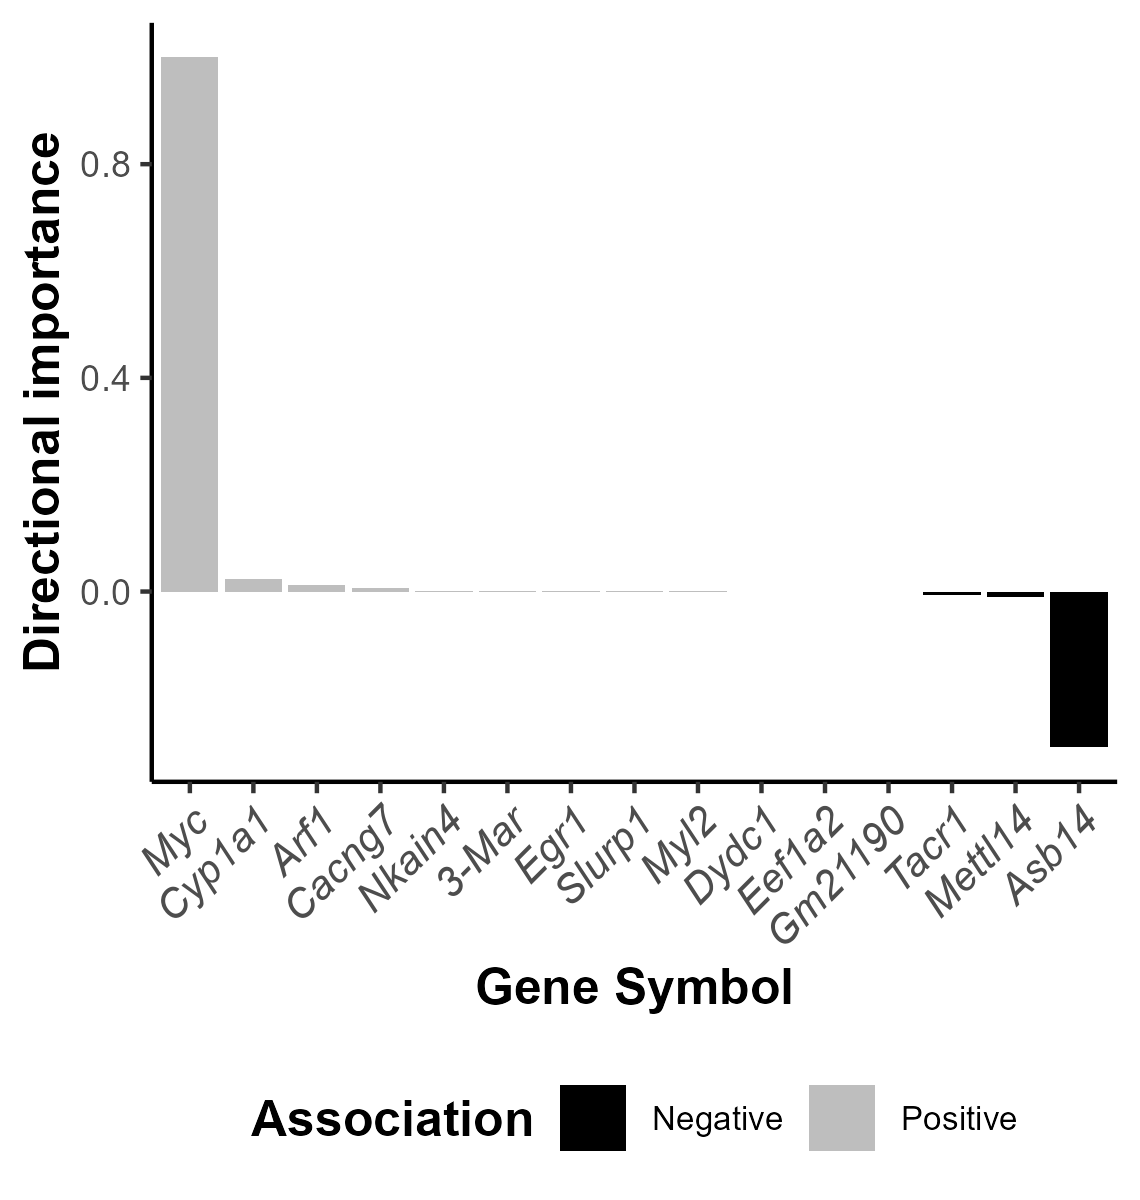 Directional importance
0.8
0.4
0.0
Myc
Cyp1a1
Arf1
Cacng7
Nkain4
3-Mar
Egr1
Slurp1
Myl2
Dydc1
Eef1a2
Gm21190
Tacr1
Mettl14
Asb14
Gene Symbol
Association Negative Positive